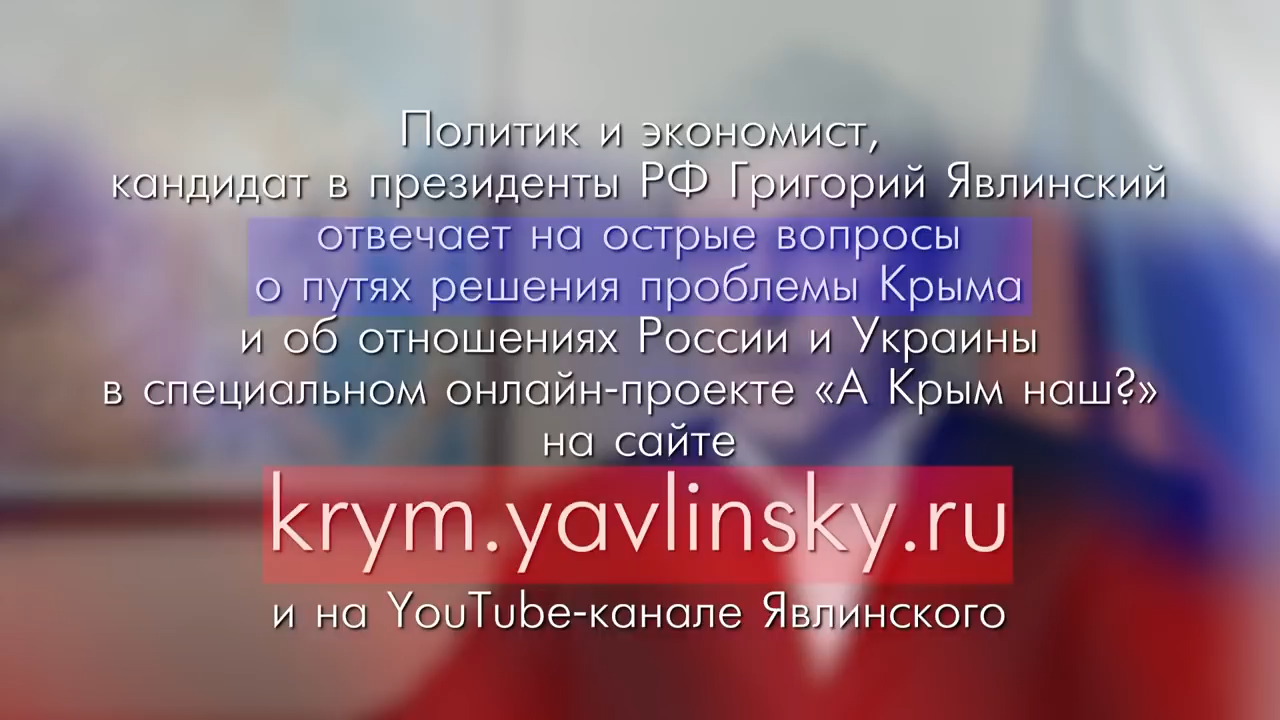 Политик и экономист,
кандидат в президенты РФ Григорий Явлинский
отвечает на острые вопросы
о путях решения проблемы Крыма
и об отношениях России и Украины
в специальном онлайн-проекте «А Крым наш?»
на сайте
krym.yavlinsky.ru
и на YouTube-канале Явлинского